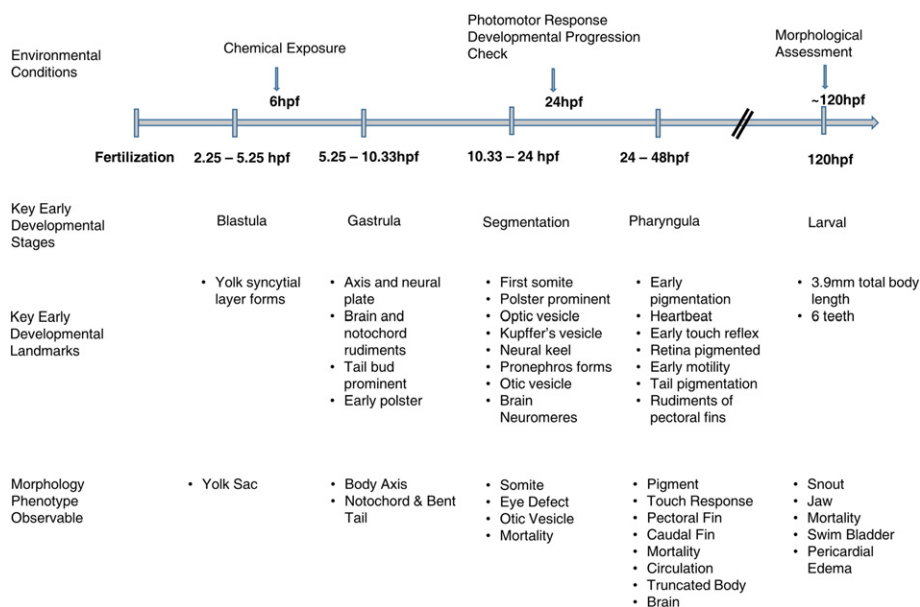 Environmental
Conditions
Chemical Exposure
Photomotor Response
Developmental Progression
Check
Morphological
Assessment
6hpf
24hpf
~120hpf
Fertilization
2.25 – 5.25 hpf
5.25 – 10.33hpf
10.33 – 24 hpf
24 – 48hpf
120hpf
Key Early
Developmental
Stages
Blastula
Gastrula
Segmentation
Pharyngula
Larval
Key Early
Developmental
Landmarks
• Yolk syncytial
layer forms
• Axis and neural
plate
• Brain and
notochord
rudiments
• Tail bud
prominent
• Early polster
• First somite
• Polster prominent
• Optic vesicle
• Kupffer's vesicle
• Neural keel
• Pronephros forms
• Otic vesicle
• Brain
Neuromeres
• Early
pigmentation
• Heartbeat
• Early touch reflex
• Retina pigmented
• Early motility
• Tail pigmentation
• Rudiments of
pectoral fins
• 3.9mm total body
length
• 6 teeth
Morphology
Phenotype
Observable
• Yolk Sac
• Body Axis
• Notochord & Bent
Tail
• Somite
• Eye Defect
• Otic Vesicle
• Mortality
• Pigment
• Touch Response
• Pectoral Fin
• Caudal Fin
• Mortality
• Circulation
• Truncated Body
• Brain
• Snout
• Jaw
• Mortality
• Swim Bladder
• Pericardial
Edema